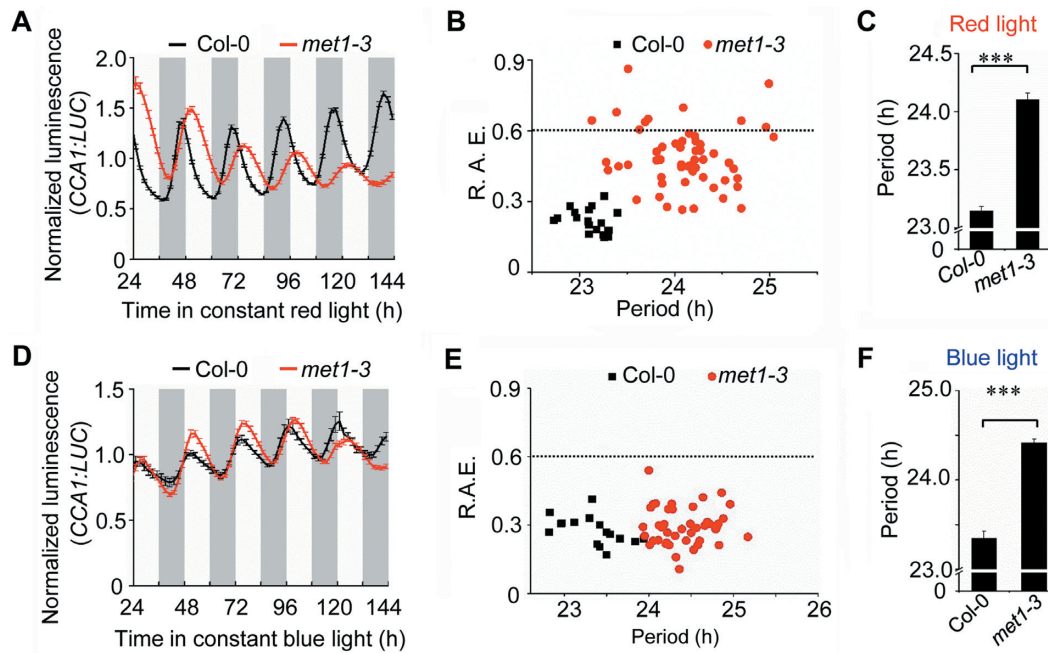 A
Col-0
met1-3
Normalized luminescence
(CCA1:LUC)
2.0
1.5
1.0
0.5
0
24 48 72 96 120 144
Time in constant red light (h)
B
Col-0
met1-3
R. A. E.
0.9
0.6
0.3
0
23 24 25
Period (h)
C
Red light
Period (h)
24.5
24.0
23.5
23.0
0
***
Col-0
met1-3
D
Col-0
met1-3
Normalized luminescence
(CCA1:LUC)
2.0
1.5
1.0
0.5
0
24 48 72 96 120 144
Time in constant blue light (h)
E
Col-0
met1-3
R.A.E.
0.9
0.6
0.3
0
23 24 25 26
Period (h)
F
Blue light
Period (h)
25.0
24.0
23.0
0
***
Col-0
met1-3